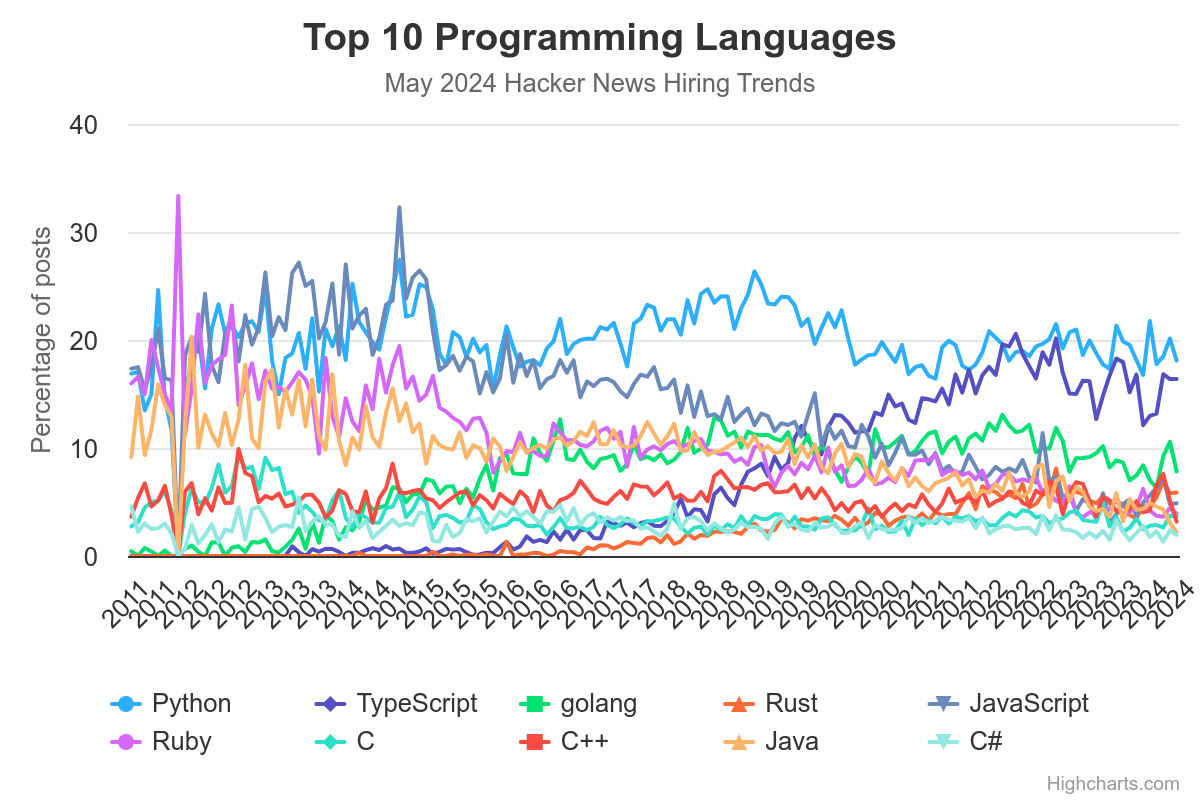 Top 10 Programming Languages
May 2024 Hacker News Hiring Trends
Percentage of posts
40
30
20
10
0
2011 2011 2012 2012 2012 2013 2013 2013 2014 2014 2014 2015 2015 2015 2016 2016 2016 2017 2017 2017 2018 2018 2018 2019 2019 2019 2020 2020 2020 2021 2021 2021 2022 2022 2022 2023 2023 2023 2024 2024
Python TypeScript golang Rust JavaScript
Ruby C C++ Java C#
Highcharts.com